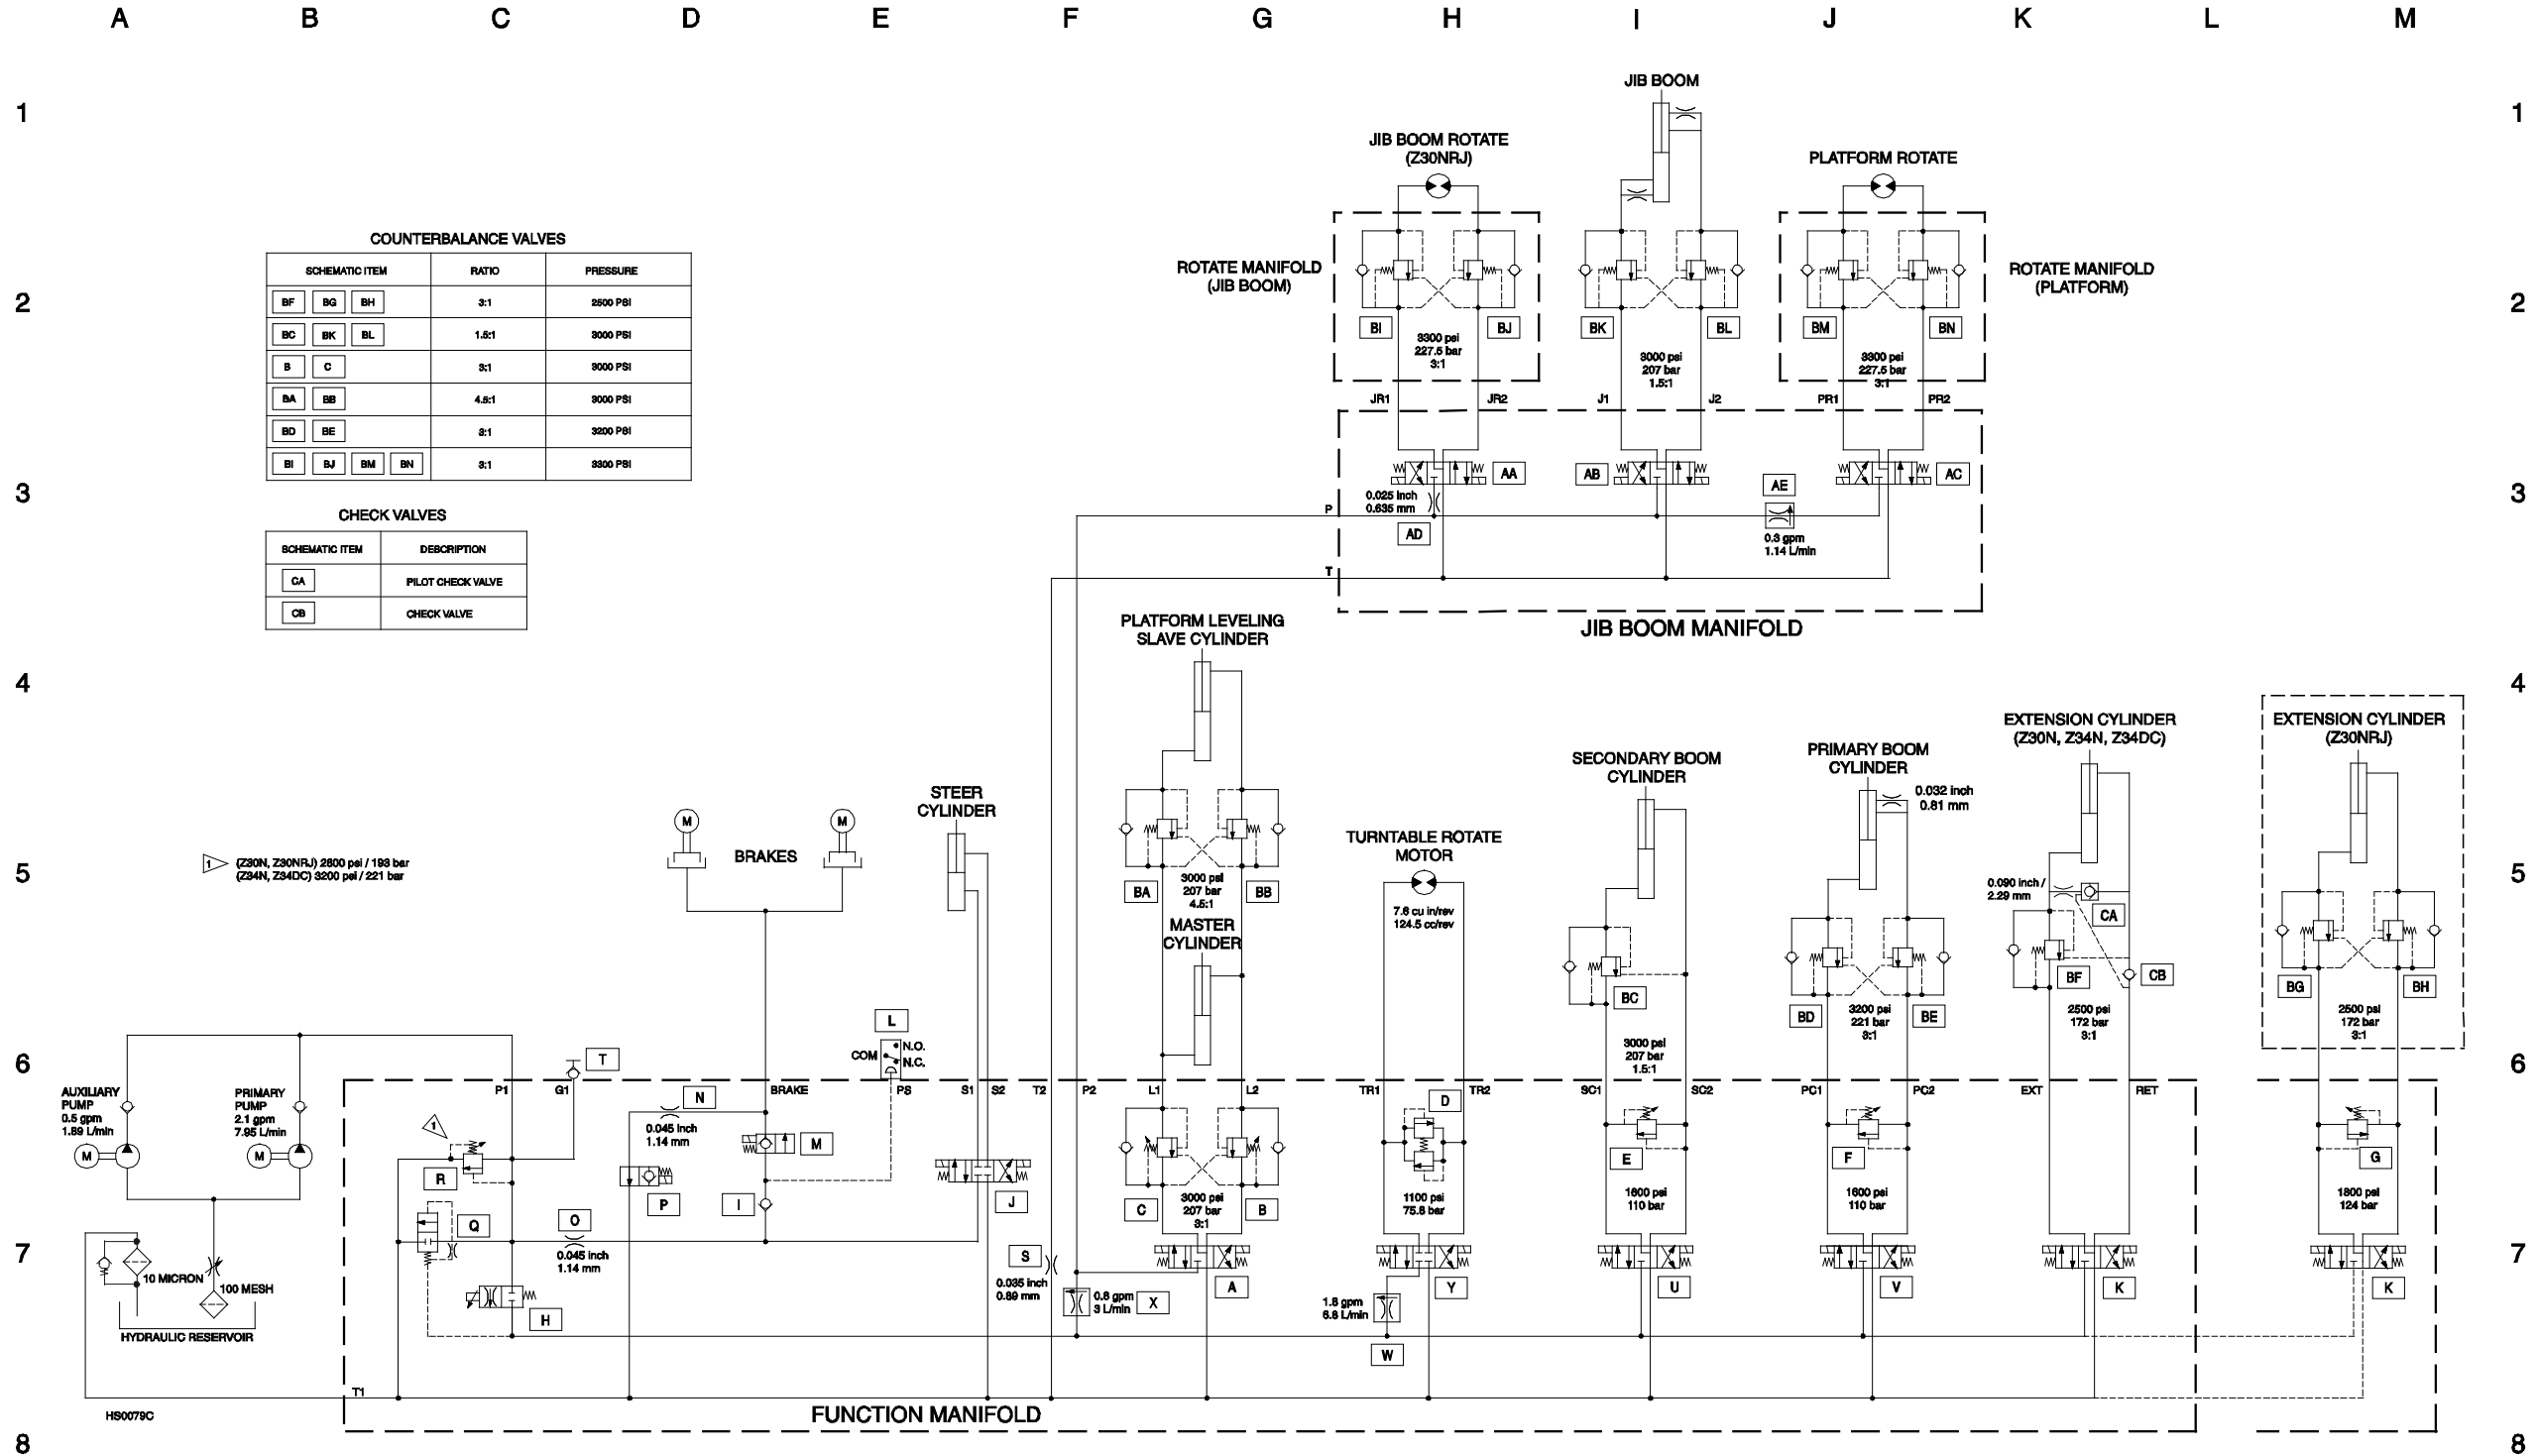 A B C D E F G H I J K L M
1 1
JIB BOOM
JIB BOOM ROTATE
(Z30NRJ)
PLATFORM ROTATE
COUNTERBALANCE VALVES
SCHEMATIC ITEM RATIO PRESSURE
BF BG BH 3:1 2500 PSI
BC BK BL 1.5:1 3000 PSI
B C 3:1 3000 PSI
BA BB 4.5:1 3000 PSI
BD BE 3:1 3200 PSI
BI BJ BM BN 3:1 3300 PSI
2 2
ROTATE MANIFOLD
(JIB BOOM)
ROTATE MANIFOLD
(PLATFORM)
BI BJ BK BL BM BN
3300 psi
227.5 bar
3:1
3000 psi
207 bar
1.5:1
3300 psi
227.5 bar
3:1
JR1 JR2 J1 J2 PR1 PR2
CHECK VALVES
SCHEMATIC ITEM DESCRIPTION
CA PILOT CHECK VALVE
CB CHECK VALVE
3 3
AA AB AC
AE
0.025 inch
0.635 mm
P
AD
0.3 gpm
1.14 L/min
T
JIB BOOM MANIFOLD
PLATFORM LEVELING
SLAVE CYLINDER
4 4
EXTENSION CYLINDER
(Z30N, Z34N, Z34DC)
EXTENSION CYLINDER
(Z30NRJ)
SECONDARY BOOM
CYLINDER
PRIMARY BOOM
CYLINDER
0.032 inch
0.81 mm
STEER
CYLINDER
M M
BRAKES
TURNTABLE ROTATE
MOTOR
5 5
1 (Z30N, Z30NRJ) 2800 psi / 193 bar
(Z34N, Z34DC) 3200 psi / 221 bar
BA BB
3000 psi
207 bar
4.5:1
MASTER
CYLINDER
7.6 cu in/rev
124.5 cc/rev
0.090 inch /
2.29 mm
CA
BC
BD BE
BF CB
BG BH
3000 psi
207 bar
1.5:1
3200 psi
221 bar
3:1
2500 psi
172 bar
3:1
2500 psi
172 bar
3:1
6 6
L
COM N.O.
N.C.
T
P1 G1 BRAKE PS S1 S2 T2 P2 L1 L2 TR1 TR2 SC1 SC2 PC1 PC2 EXT RET
AUXILIARY
PUMP
0.5 gpm
1.89 L/min
PRIMARY
PUMP
2.1 gpm
7.95 L/min
M M
1
R
N
0.045 inch
1.14 mm
M
P
I
J
D
E F G
C B
3000 psi
207 bar
3:1
1100 psi
75.8 bar
1600 psi
110 bar
1600 psi
110 bar
1800 psi
124 bar
7 7
Q
O
0.045 inch
1.14 mm
10 MICRON
100 MESH
HYDRAULIC RESERVOIR
H
S
0.035 inch
0.89 mm
0.8 gpm
3 L/min
X
A
1.8 gpm
6.8 L/min
Y
W
U V K K
T1
HS0079C
FUNCTION MANIFOLD
8 8